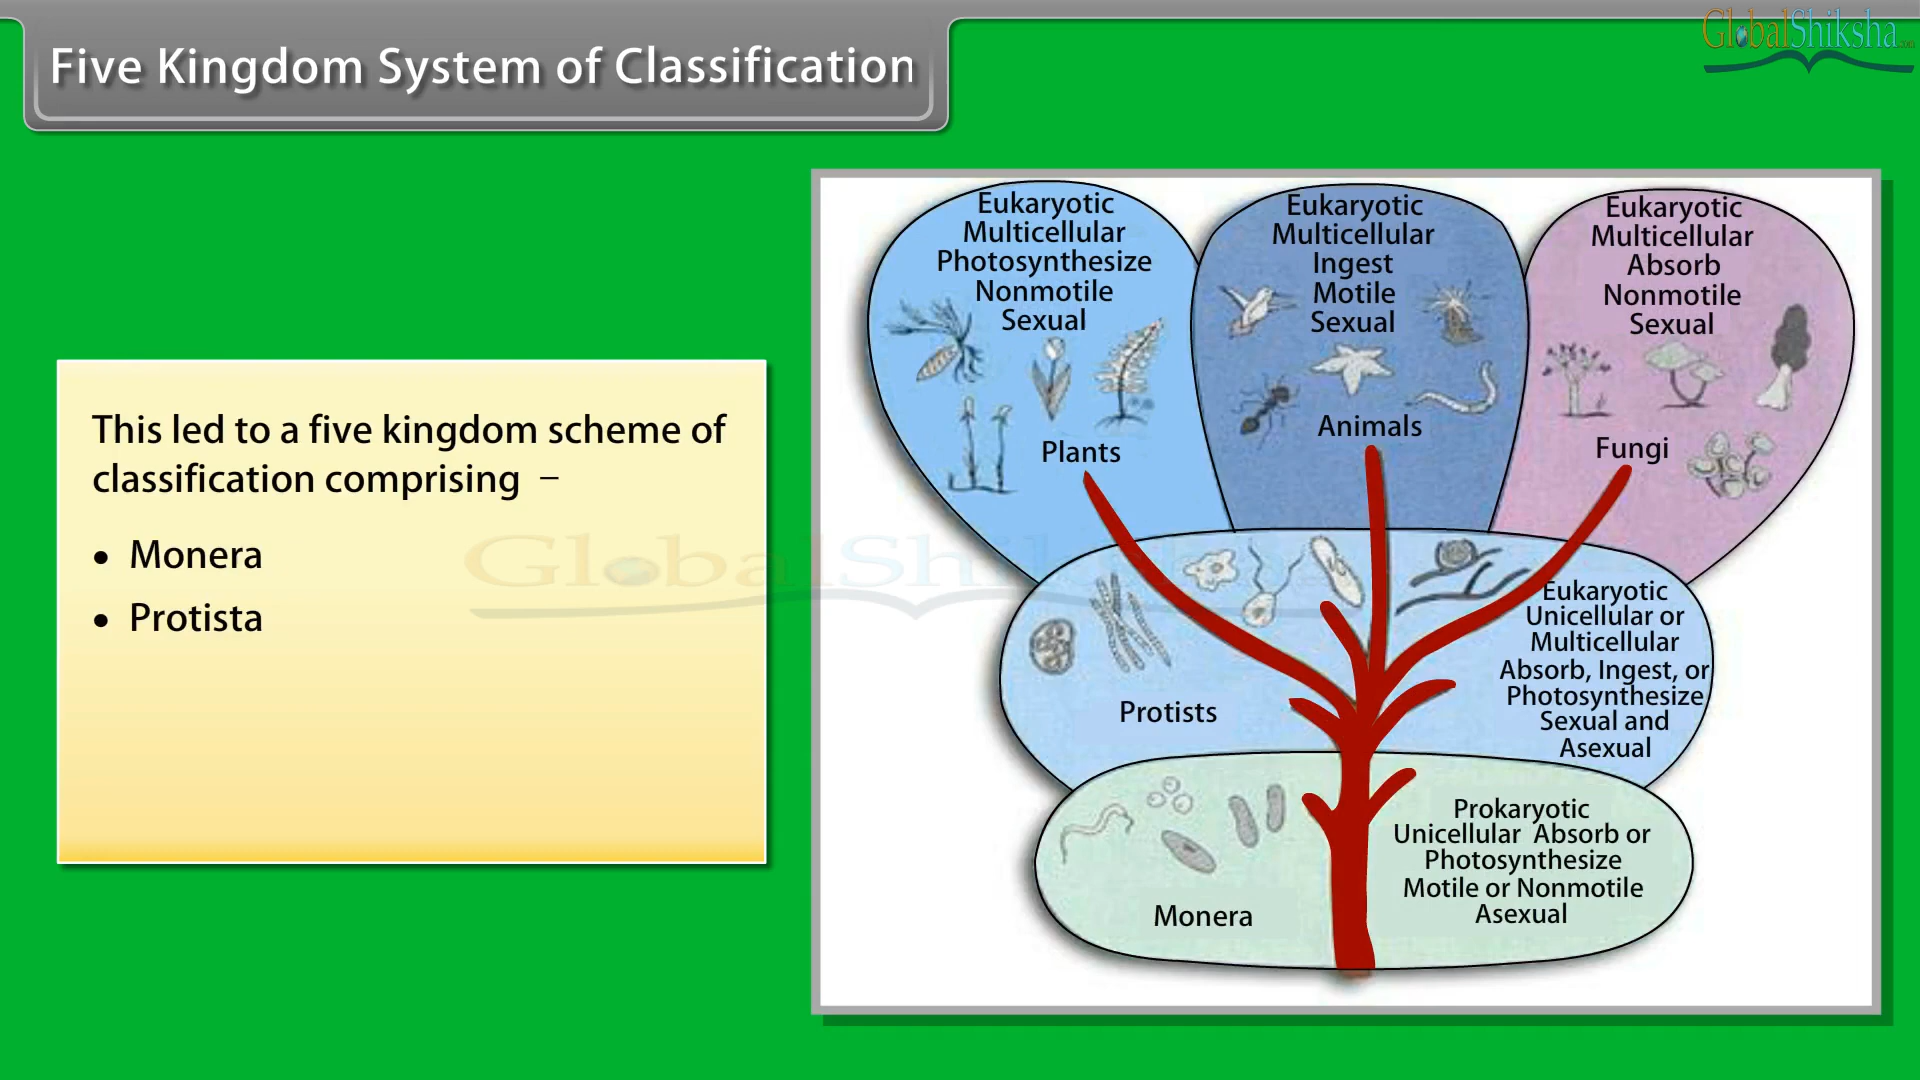 Five Kingdom System of Classification
GlobalShiksha.com
This led to a five kingdom scheme of
classification comprising –
• Monera
• Protista
GlobalShiksha
Eukaryotic
Multicellular
Photosynthesize
Nonmotile
Sexual
Plants
Eukaryotic
Multicellular
Ingest
Motile
Sexual
Animals
Eukaryotic
Multicellular
Absorb
Nonmotile
Sexual
Fungi
Protists
Eukaryotic
Unicellular or
Multicellular
Absorb, Ingest, or
Photosynthesize
Sexual and
Asexual
Monera
Prokaryotic
Unicellular Absorb or
Photosynthesize
Motile or Nonmotile
Asexual